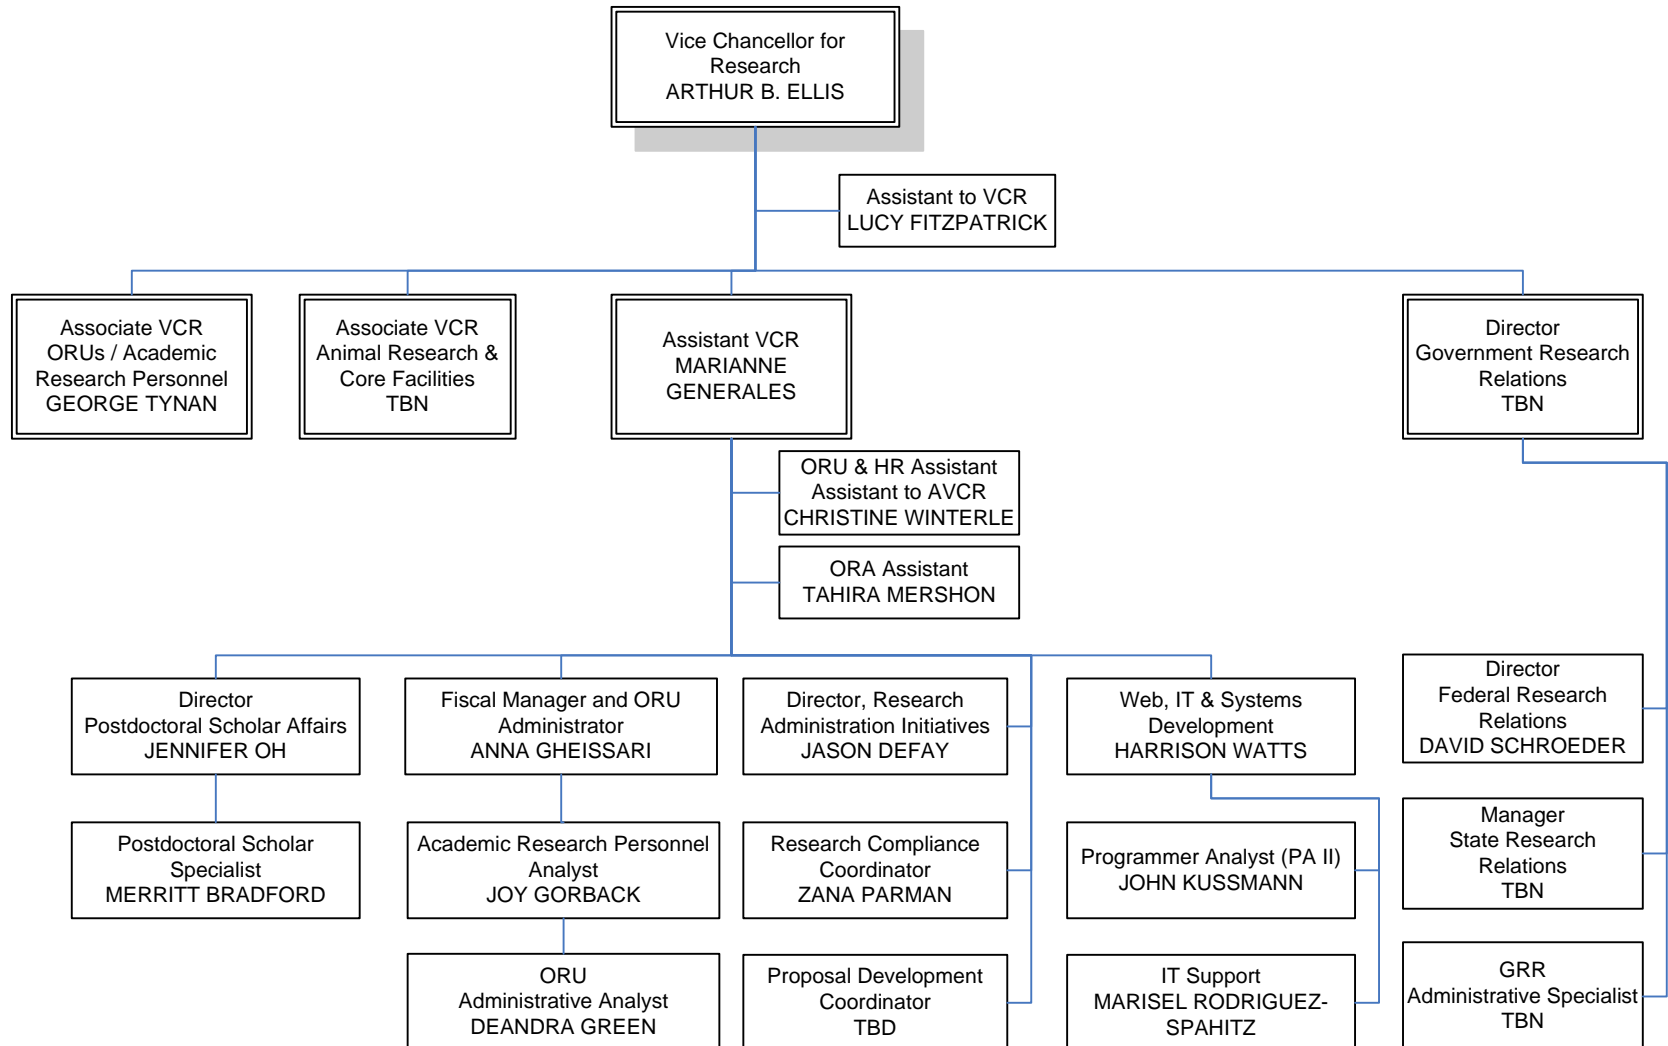 Vice Chancellor for
Research
ARTHUR B. ELLIS
Assistant to VCR
LUCY FITZPATRICK
Associate VCR
ORUs / Academic
Research Personnel
GEORGE TYNAN
Associate VCR
Animal Research &
Core Facilities
TBN
Assistant VCR
MARIANNE
GENERALES
Director
Government Research
Relations
TBN
ORU & HR Assistant
Assistant to AVCR
CHRISTINE WINTERLE
ORA Assistant
TAHIRA MERSHON
Director
Postdoctoral Scholar Affairs
JENNIFER OH
Fiscal Manager and ORU
Administrator
ANNA GHEISSARI
Director, Research
Administration Initiatives
JASON DEFAY
Web, IT & Systems
Development
HARRISON WATTS
Director
Federal Research
Relations
DAVID SCHROEDER
Postdoctoral Scholar
Specialist
MERRITT BRADFORD
Academic Research Personnel
Analyst
JOY GORBACK
Research Compliance
Coordinator
ZANA PARMAN
Programmer Analyst (PA II)
JOHN KUSSMANN
Manager
State Research
Relations
TBN
ORU
Administrative Analyst
DEANDRA GREEN
Proposal Development
Coordinator
TBD
IT Support
MARISEL RODRIGUEZ-
SPAHITZ
GRR
Administrative Specialist
TBN